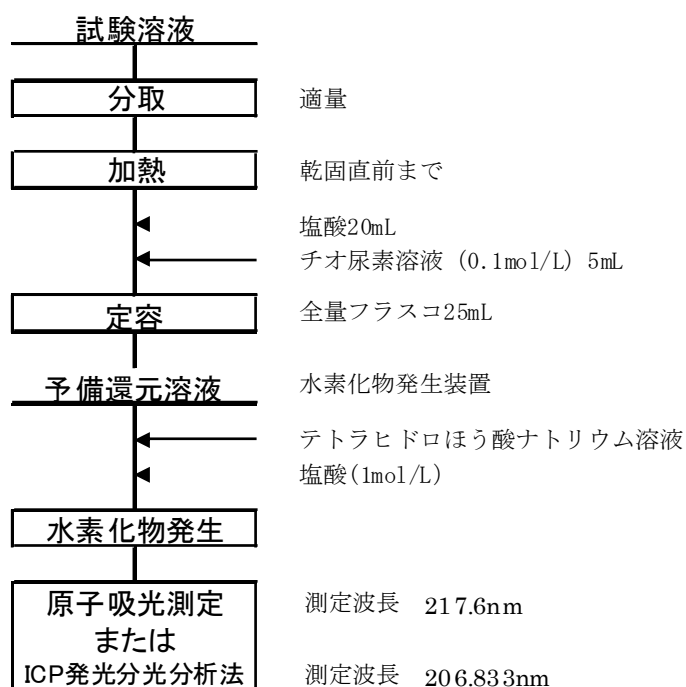 試験溶液
分取 適量
加熱 乾固直前まで
塩酸20mL
チオ尿素溶液 (0.1mol/L) 5mL
定容 全量フラスコ25mL
予備還元溶液 水素化物発生装置
テトラヒドロほう酸ナトリウム溶液
塩酸(1mol/L)
水素化物発生
原子吸光測定 測定波長 217.6nm
または
ICP発光分光分析法 測定波長 206.833nm